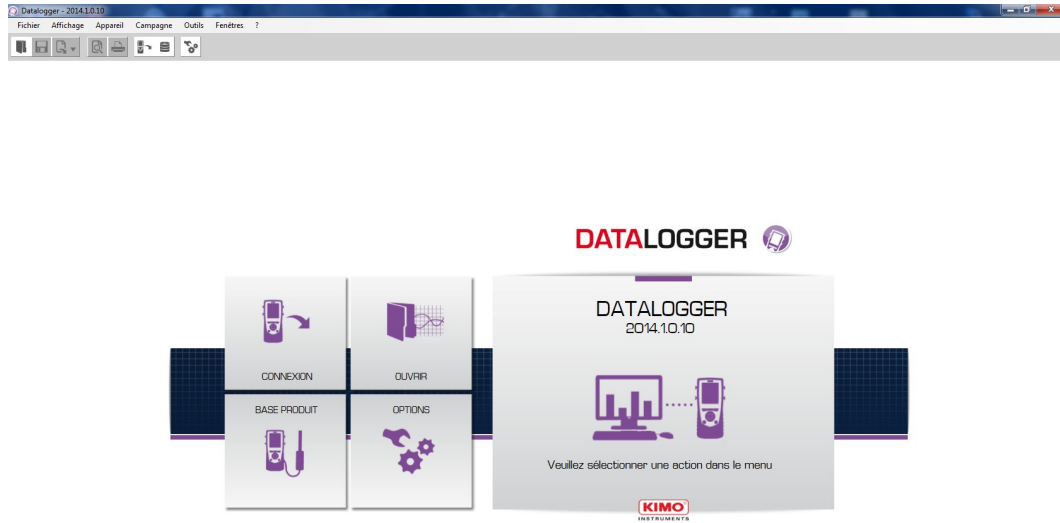 Datalogger - 2014.1.0.10
Fichier Affichage Appareil Campagne Outils Fenêtres ?
DATALOGGER
CONNEXION OUVRIR
BASE PRODUIT OPTIONS
DATALOGGER
2014.1.0.10
Veuillez sélectionner une action dans le menu
KIMO
INSTRUMENTS